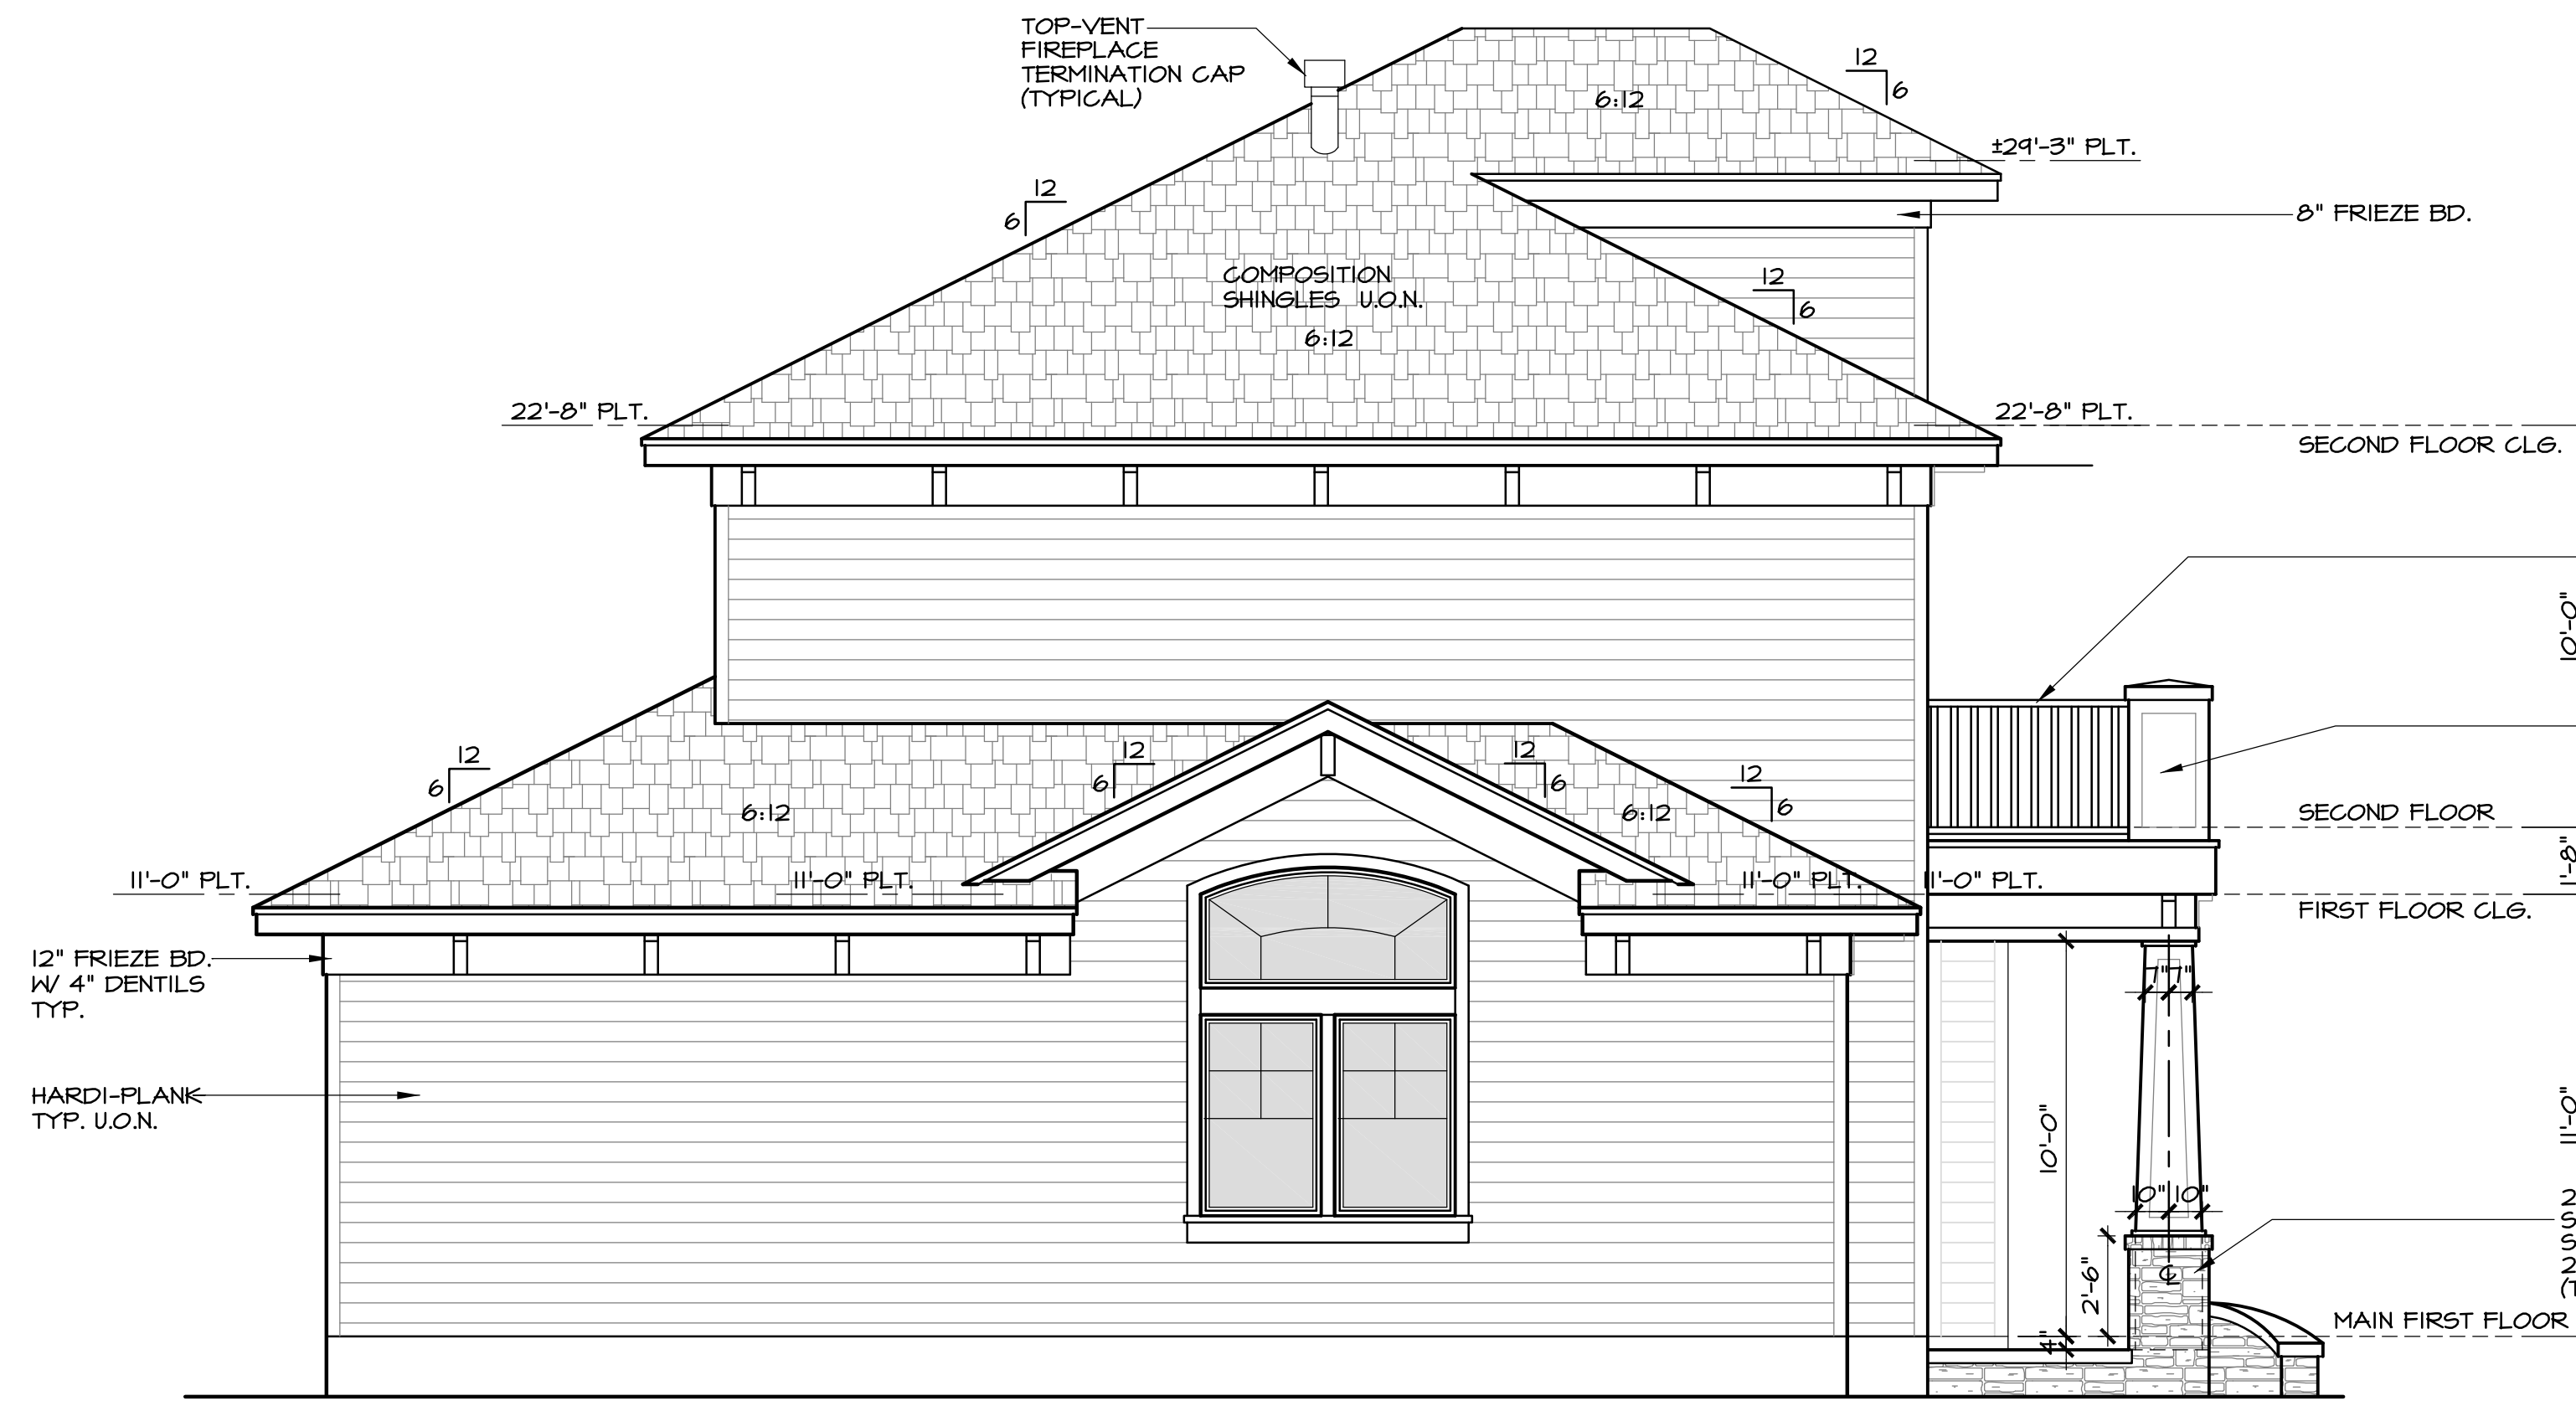 TOP-VENT
FIREPLACE
TERMINATION CAP
(TYPICAL)
12
6
6:12
±29'-3" PLT.
12
6
8" FRIEZE BD.
COMPOSITION
SHINGLES U.O.N.
6:12
12
6
22'-8" PLT.
22'-8" PLT.
SECOND FLOOR CLG.
10'-0"
12
6
6:12
12
6
12
6
6:12
12
6
SECOND FLOOR
1'-8"
11'-0" PLT.
11'-0" PLT.
11'-0" PLT.
11'-0" PLT.
FIRST FLOOR CLG.
12" FRIEZE BD.
W/ 4" DENTILS
TYP.
7" 7"
HARDI-PLANK
TYP. U.O.N.
10'-0"
11'-0"
10" 10"
2'-6"
CL
4"
MAIN FIRST FLOOR